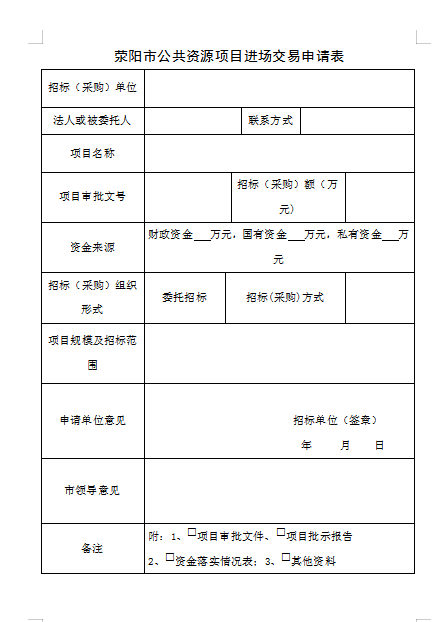 荥阳市公共资源项目进场交易申请表
招标（采购）单位
法人或被委托人
联系方式
项目名称
项目审批文号
招标（采购）额（万
元）
资金来源
财政资金___万元，国有资金___万元，私有资金___万
元
招标（采购）组织
形式
委托招标
招标(采购)方式
项目规模及招标范
围
申请单位意见
招标单位（签章）
年 月 日
市领导意见
备注
附：1、□项目审批文件、□项目批示报告
2、□资金落实情况表；3、□其他资料